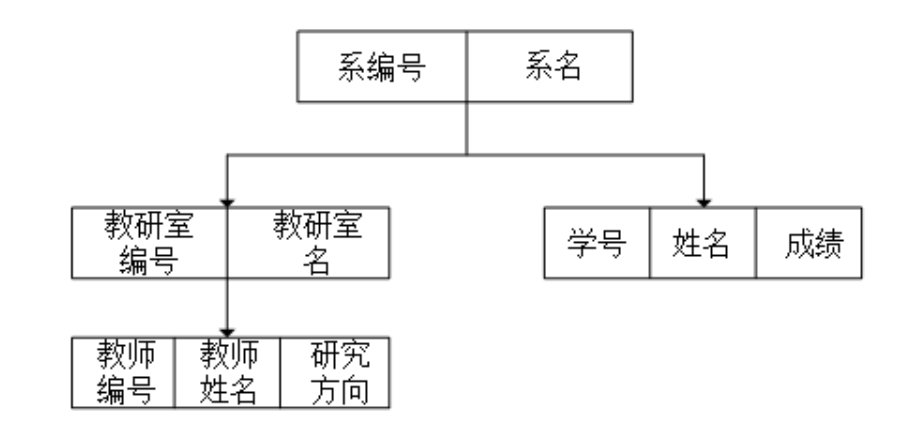 系编号 系名
教研室 教研室
编号 名
学号 姓名 成绩
教师 教师 研究
编号 姓名 方向